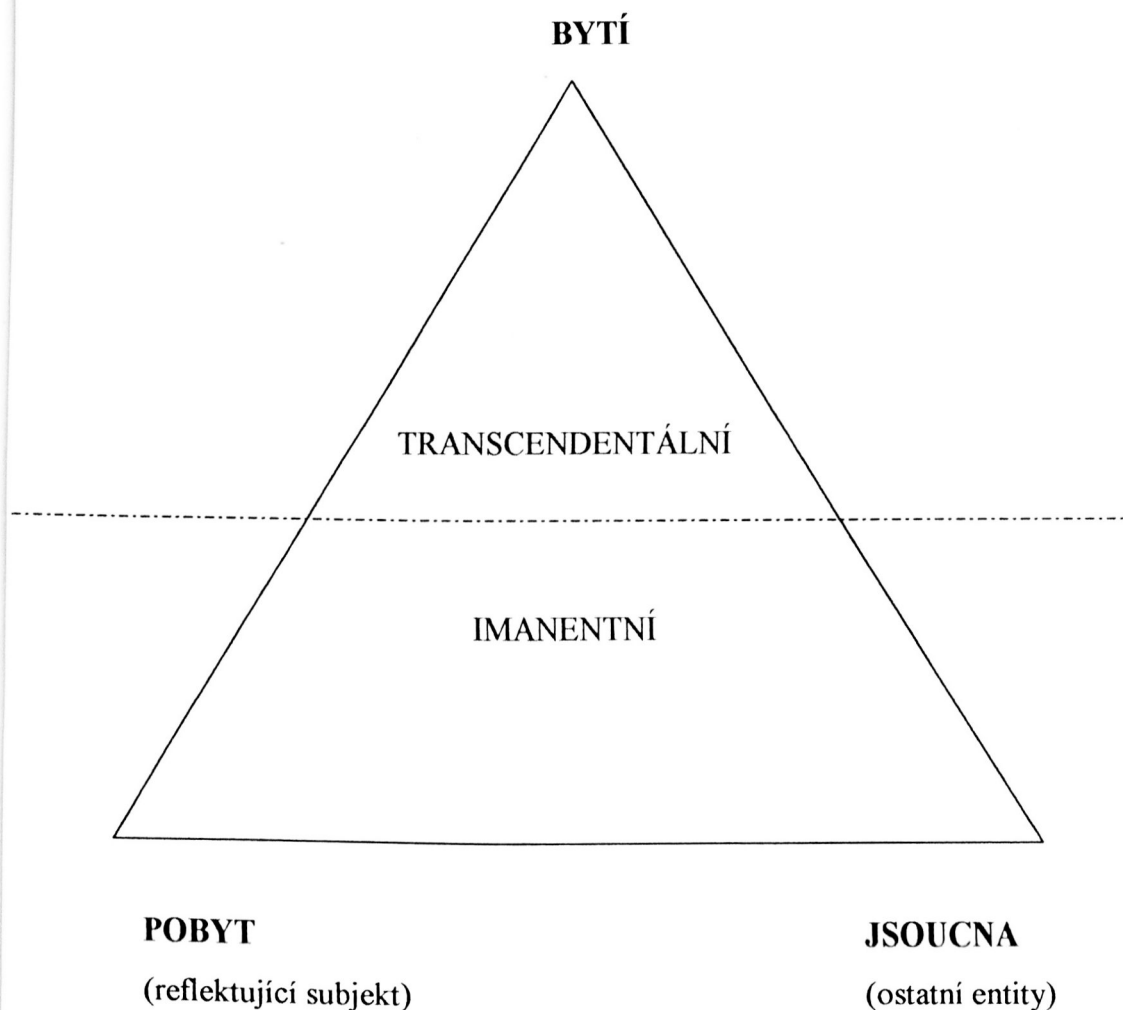 BYTÍ
TRANSCENDENTÁLNÍ
IMANENTNÍ
POBYT
(reflektující subjekt)
JSOUCNA
(ostatní entity)